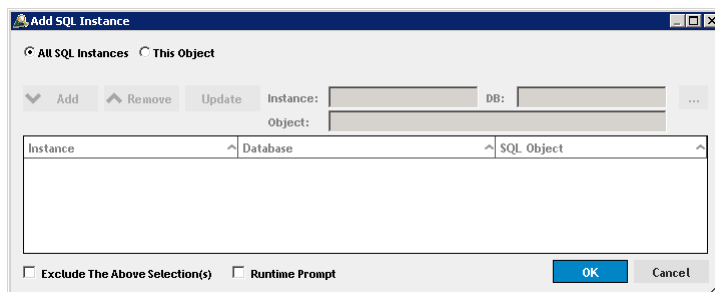 Add SQL Instance
All SQL Instances This Object
Add Remove Update Instance: DB: ...
Object:
Instance Database SQL Object
Exclude The Above Selection(s) Runtime Prompt OK Cancel